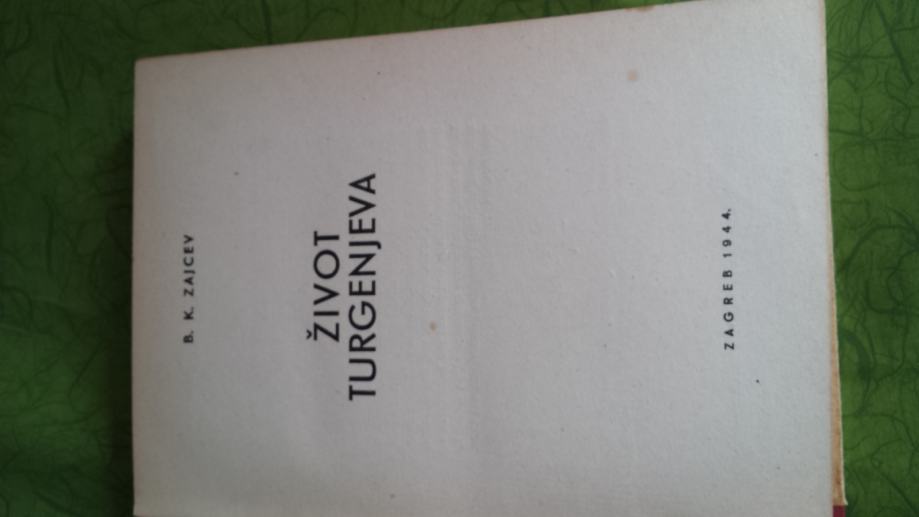 B. K. ZAJCEV
ŽIVOT
TURGENJEVA
ZAGREB 1944.